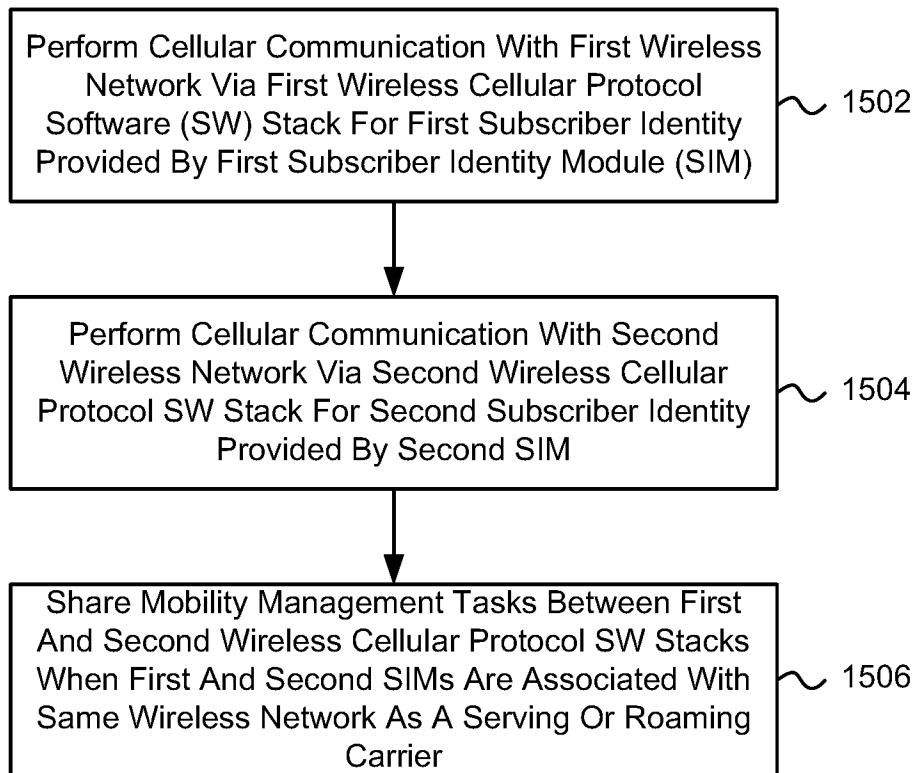 Perform Cellular Communication With First Wireless
Network Via First Wireless Cellular Protocol
Software (SW) Stack For First Subscriber Identity
Provided By First Subscriber Identity Module (SIM)
1502
Perform Cellular Communication With Second
Wireless Network Via Second Wireless Cellular
Protocol SW Stack For Second Subscriber Identity
Provided By Second SIM
1504
Share Mobility Management Tasks Between First
And Second Wireless Cellular Protocol SW Stacks
When First And Second SIMs Are Associated With
Same Wireless Network As A Serving Or Roaming
Carrier
1506